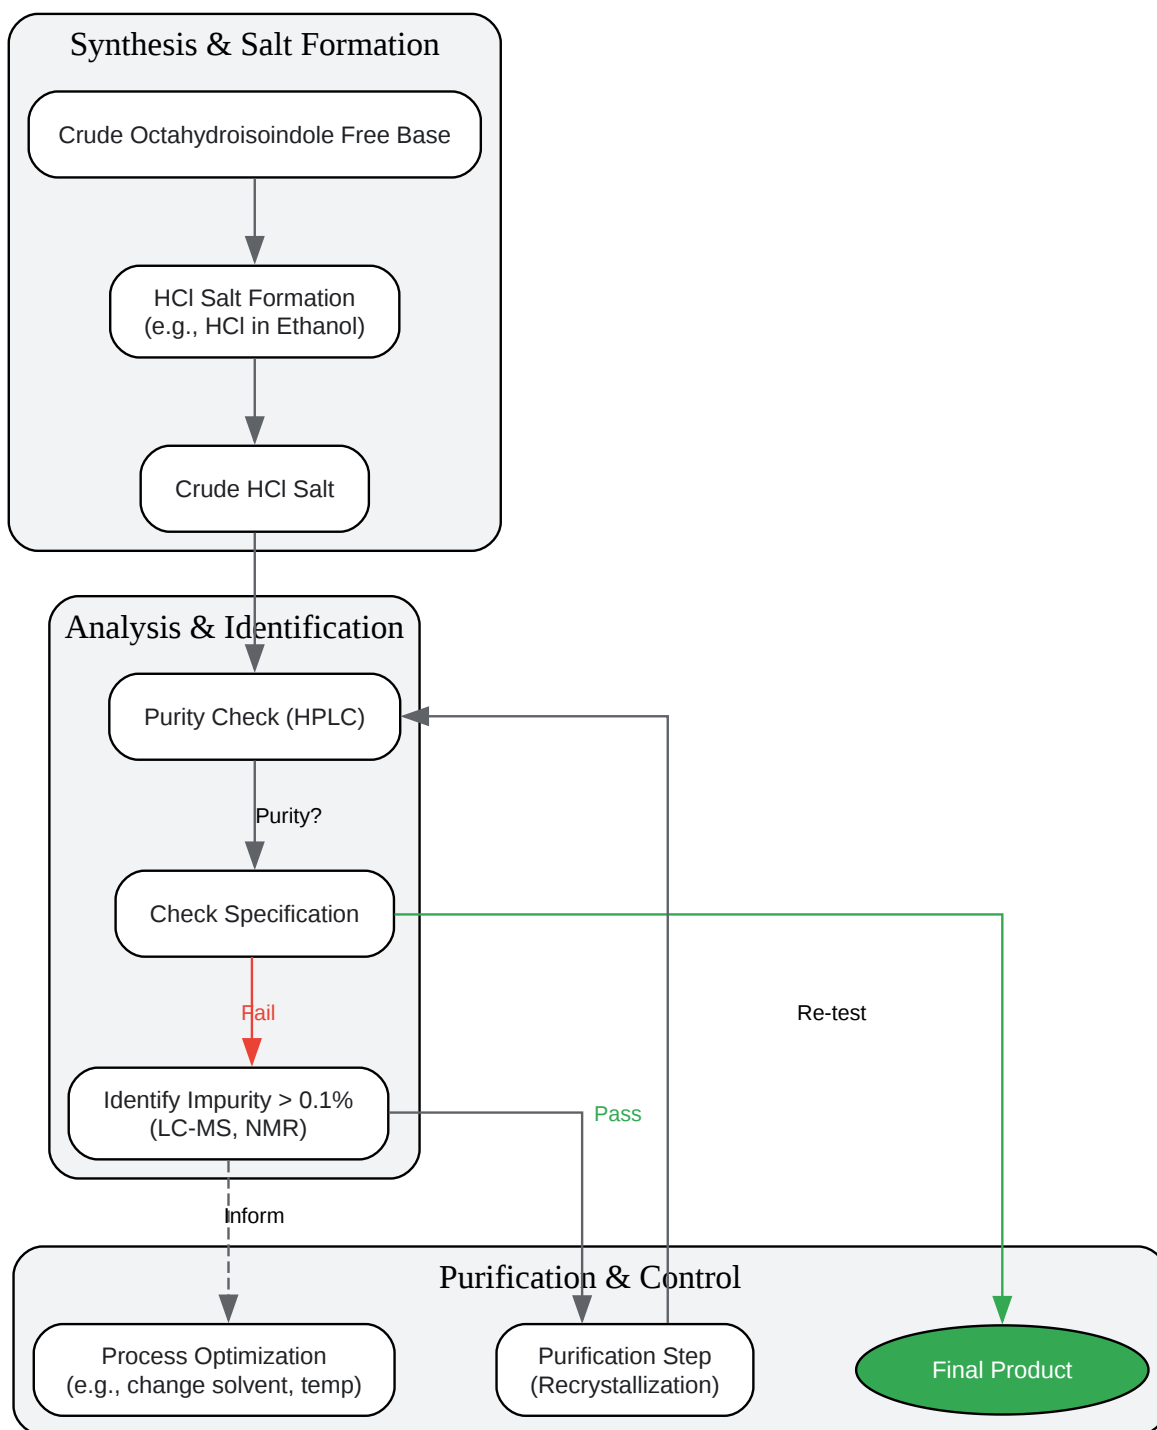 Synthesis & Salt Formation
Crude Octahydroisoindole Free Base
HCl Salt Formation
(e.g., HCl in Ethanol)
Crude HCl Salt
Analysis & Identification
Purity Check (HPLC)
Purity?
Check Specification
Fail
Re-test
Identify Impurity > 0.1%
(LC-MS, NMR)
Pass
Inform
Purification & Control
Process Optimization
(e.g., change solvent, temp)
Purification Step
(Recrystallization)
Final Product